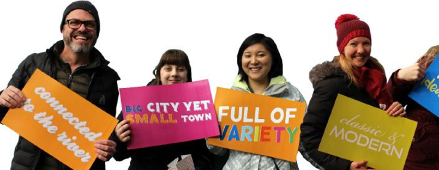 connected
to the river
BIG CITY YET
SMALL TOWN
FULL OF
VARIETY
classic &
MODERN